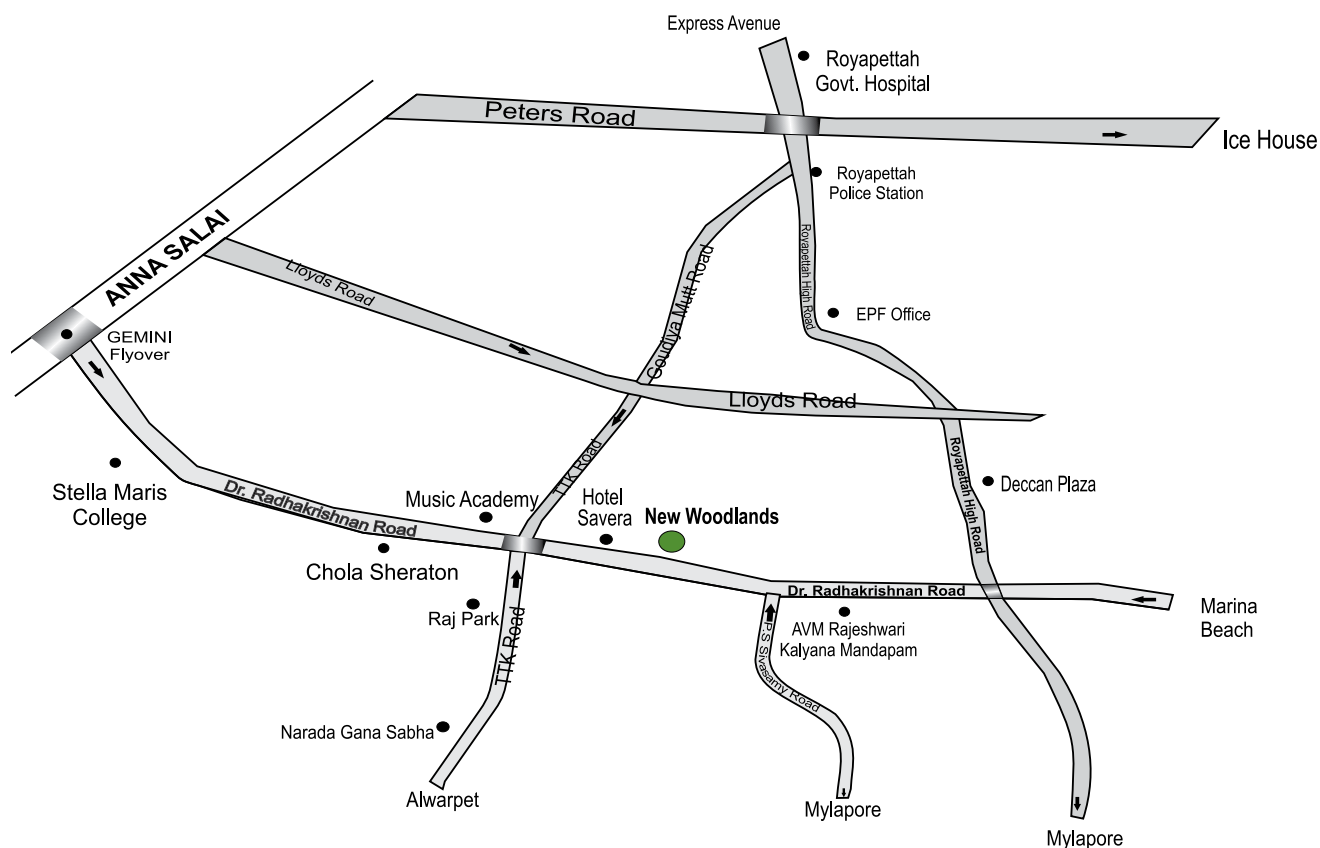 Express Avenue
Royapettah
Govt. Hospital
Peters Road
Ice House
Royapettah
Police Station
ANNA SALAI
Lloyds Road
Goudiya Mutt Road
Royapettah High Road
EPF Office
GEMINI
Flyover
Lloyds Road
TTK Road
Royapettah High Road
Deccan Plaza
Stella Maris
College
Dr. Radhakrishnan Road
Music Academy
Hotel
Savera
New Woodlands
Chola Sheraton
Dr. Radhakrishnan Road
Marina
Beach
Raj Park
TTK Road
P.S Sivasamy Road
AVM Rajeshwari
Kalyana Mandapam
Narada Gana Sabha
Alwarpet
Mylapore
Mylapore